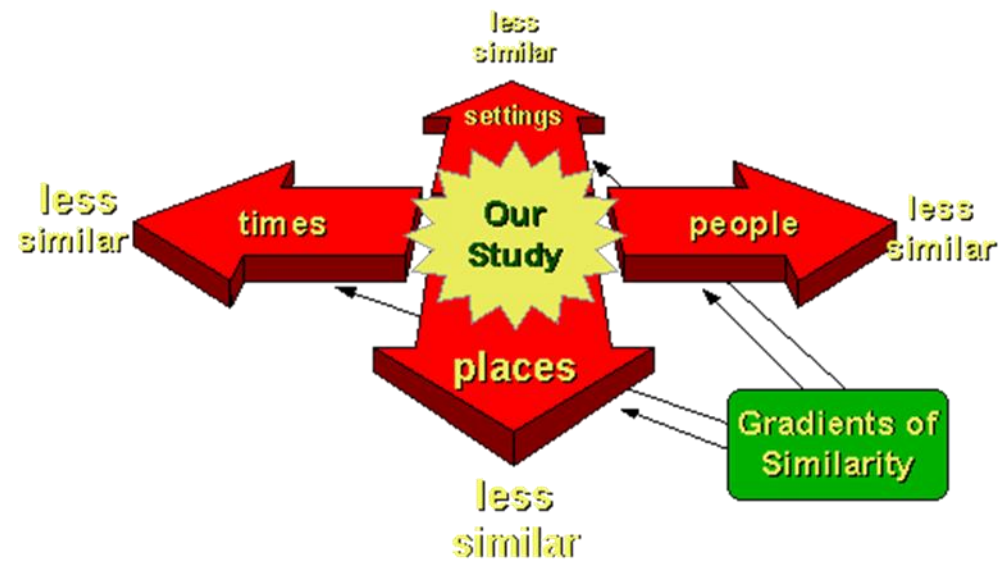 less
similar
settings
less
similar
times
Our
Study
people
less
similar
places
Gradients of
Similarity
less
similar